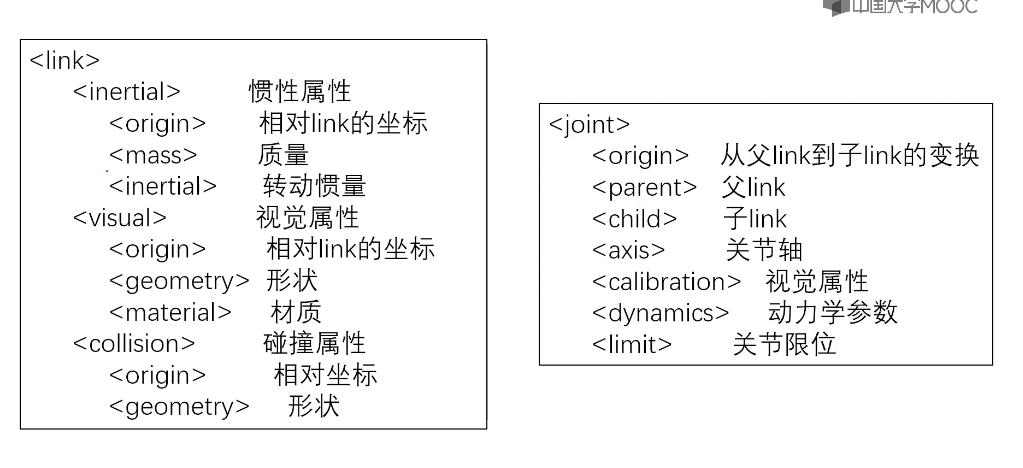 中国大学MOOC
<link>
<inertial> 惯性属性
<origin> 相对link的坐标
<mass> 质量
<inertial> 转动惯量
<visual> 视觉属性
<origin> 相对link的坐标
<geometry> 形状
<material> 材质
<collision> 碰撞属性
<origin> 相对坐标
<geometry> 形状
<joint>
<origin> 从父link到子link的变换
<parent> 父link
<child> 子link
<axis> 关节轴
<calibration> 视觉属性
<dynamics> 动力学参数
<limit> 关节限位